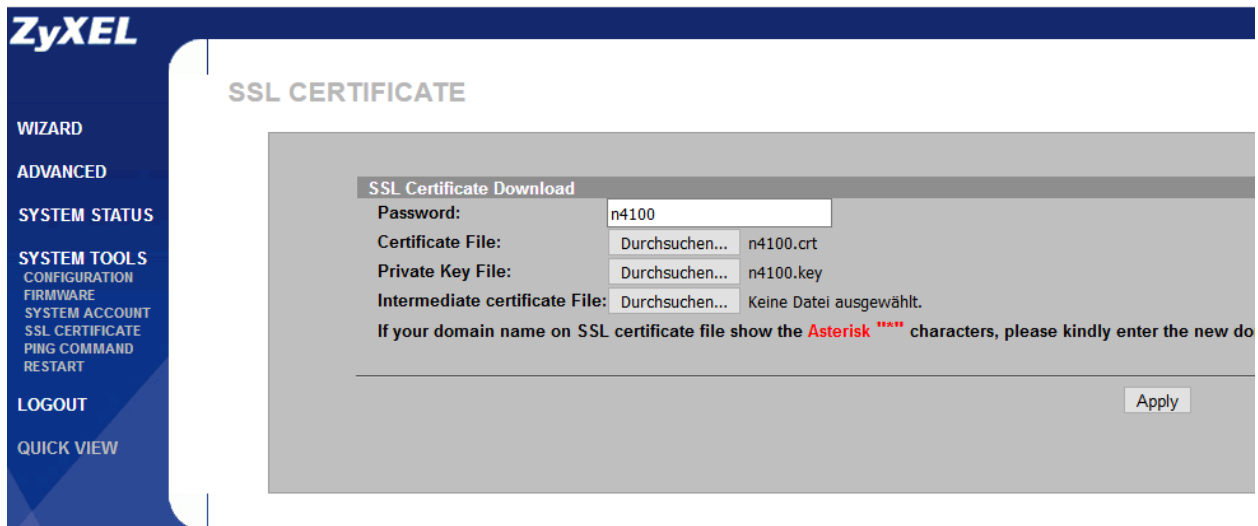 ZyXEL
SSL CERTIFICATE
WIZARD
ADVANCED
SYSTEM STATUS
SYSTEM TOOLS
CONFIGURATION
FIRMWARE
SYSTEM ACCOUNT
SSL CERTIFICATE
PING COMMAND
RESTART
LOGOUT
QUICK VIEW
SSL Certificate Download
Password: n4100
Certificate File: Durchsuchen... n4100.crt
Private Key File: Durchsuchen... n4100.key
Intermediate certificate File: Durchsuchen... Keine Datei ausgewählt.
If your domain name on SSL certificate file show the Asterisk "*" characters, please kindly enter the new
Apply